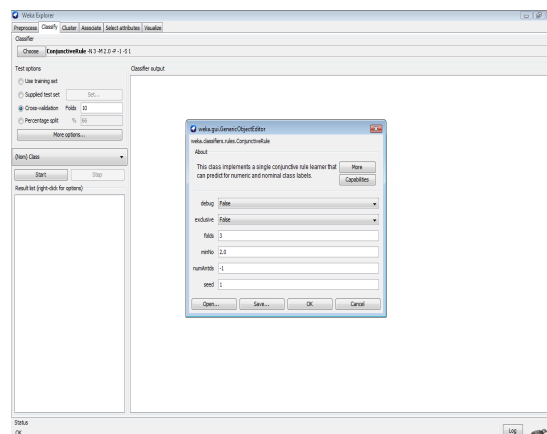 Weka Explorer
Preprocess Classify Cluster Associate Select attributes Visualize
Classifier
Choose ConjunctiveRule -N 3 -M 2.0 -P -1 -S 1
Test options
Use training set
Supplied test set Set...
Cross-validation Folds 10
Percentage split % 66
More options...
(Nom) Class
Start Stop
Result list (right-click for options)
Classifier output
weka.gui.GenericObjectEditor
weka.classifiers.rules.ConjunctiveRule
About
This class implements a single conjunctive rule learner that can predict for numeric and nominal class labels.
More
Capabilities
debug False
exclusive False
folds 3
minNo 2.0
numAntds -1
seed 1
Open... Save... OK Cancel
Status
OK
Log